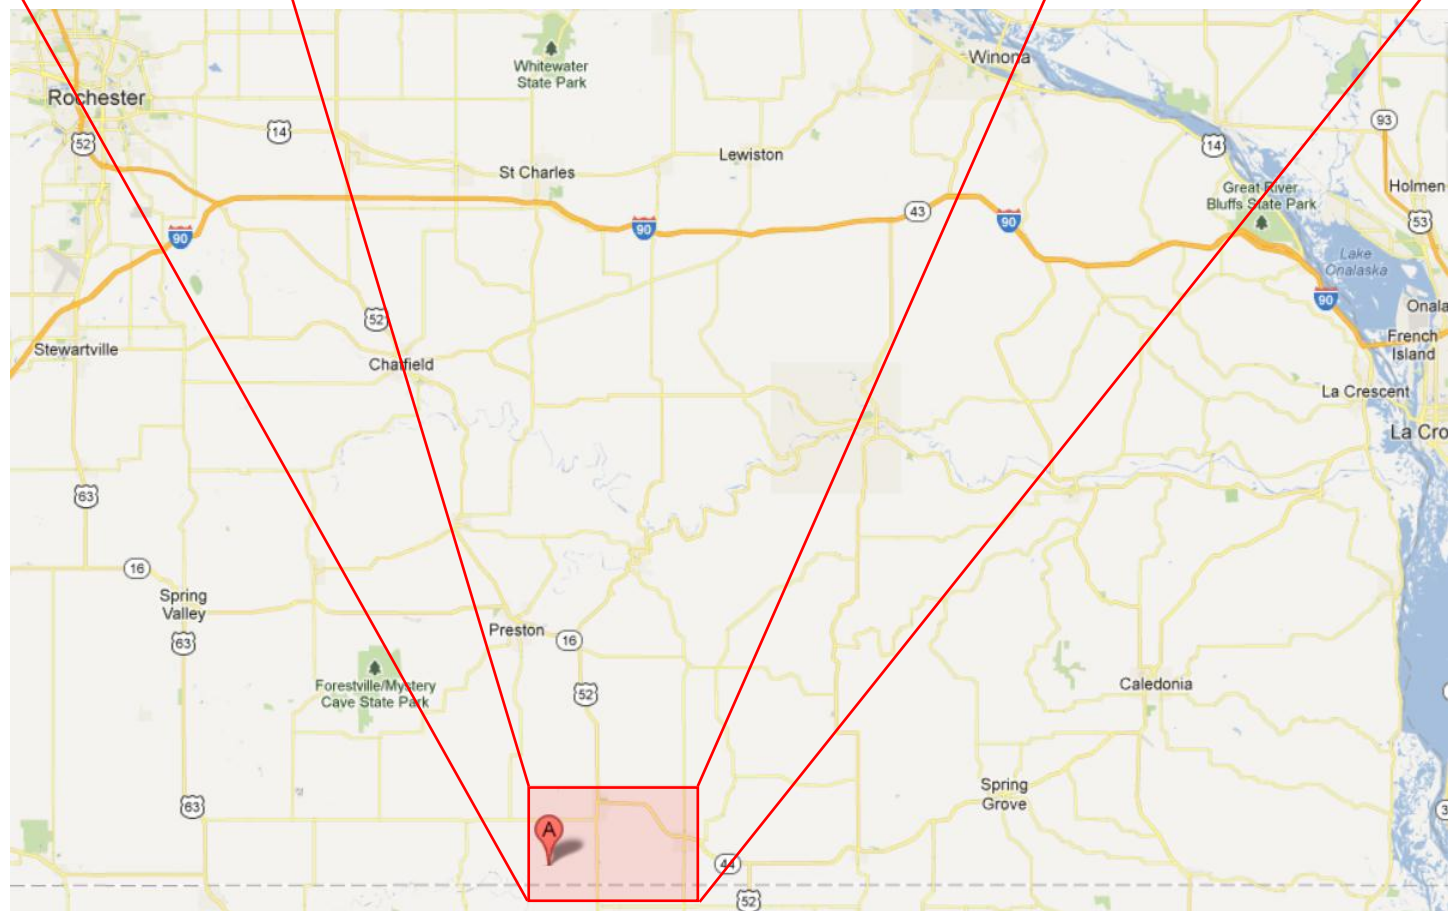 Winona
Whitewater
State Park
Rochester
93
14
52
14
Lewiston
St Charles
Great River
Bluffs State Park
Holmen
43
90
90
90
53
Lake
Onalaska
90
Onala
52
French
Island
Stewartville
Chatfield
La Crescent
La Cro
63
16
Spring
Valley
Preston
16
63
Forestville/Mystery
Cave State Park
52
Caledonia
Spring
Grove
63
3
A
44
52